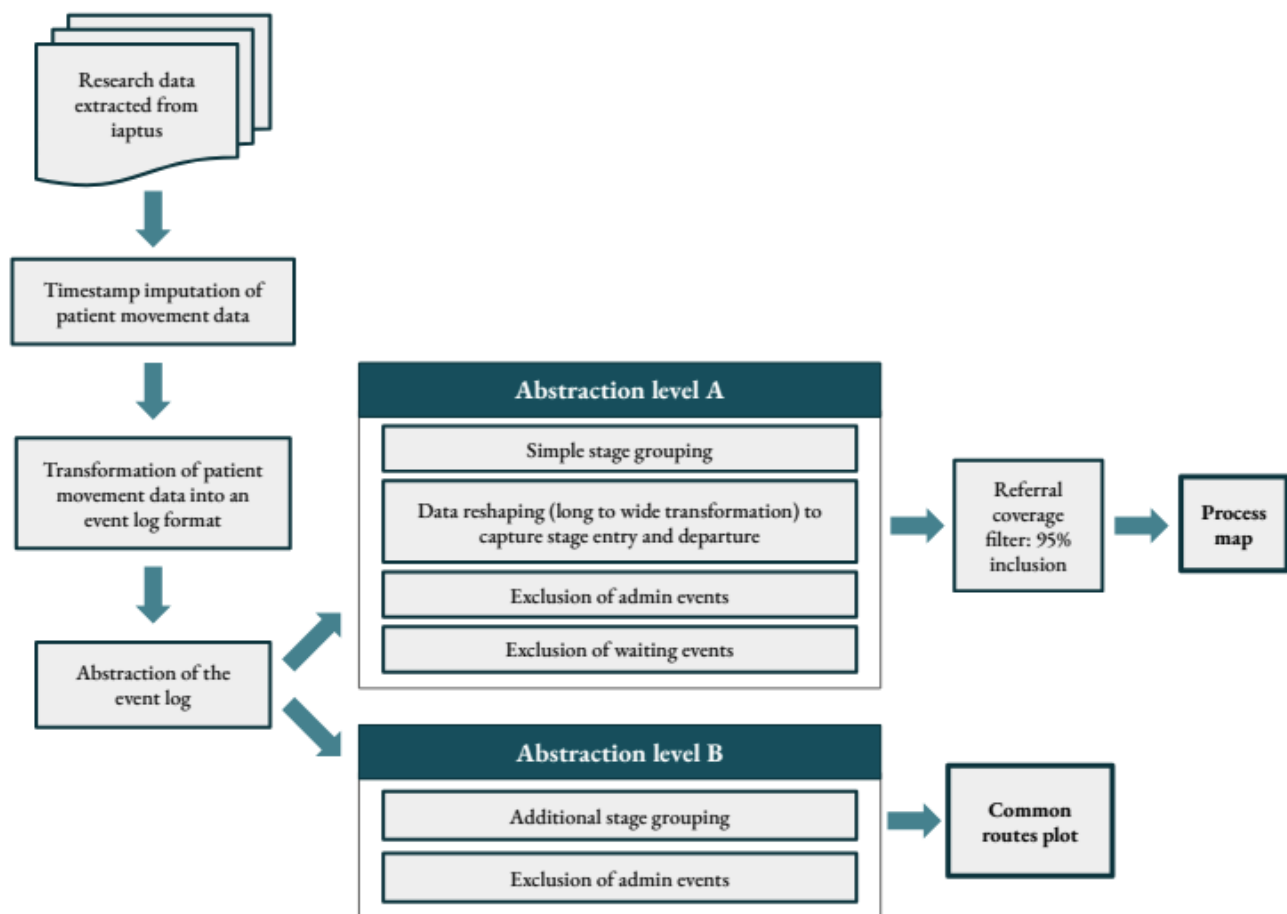 Research data
extracted from
iaptus
Timestamp imputation of
patient movement data
Transformation of patient
movement data into an
event log format
Abstraction of the
event log
Abstraction level A
Simple stage grouping
Data reshaping (long to wide transformation) to
capture stage entry and departure
Exclusion of admin events
Exclusion of waiting events
Referral
coverage
filter: 95%
inclusion
Process
map
Abstraction level B
Additional stage grouping
Exclusion of admin events
Common
routes plot